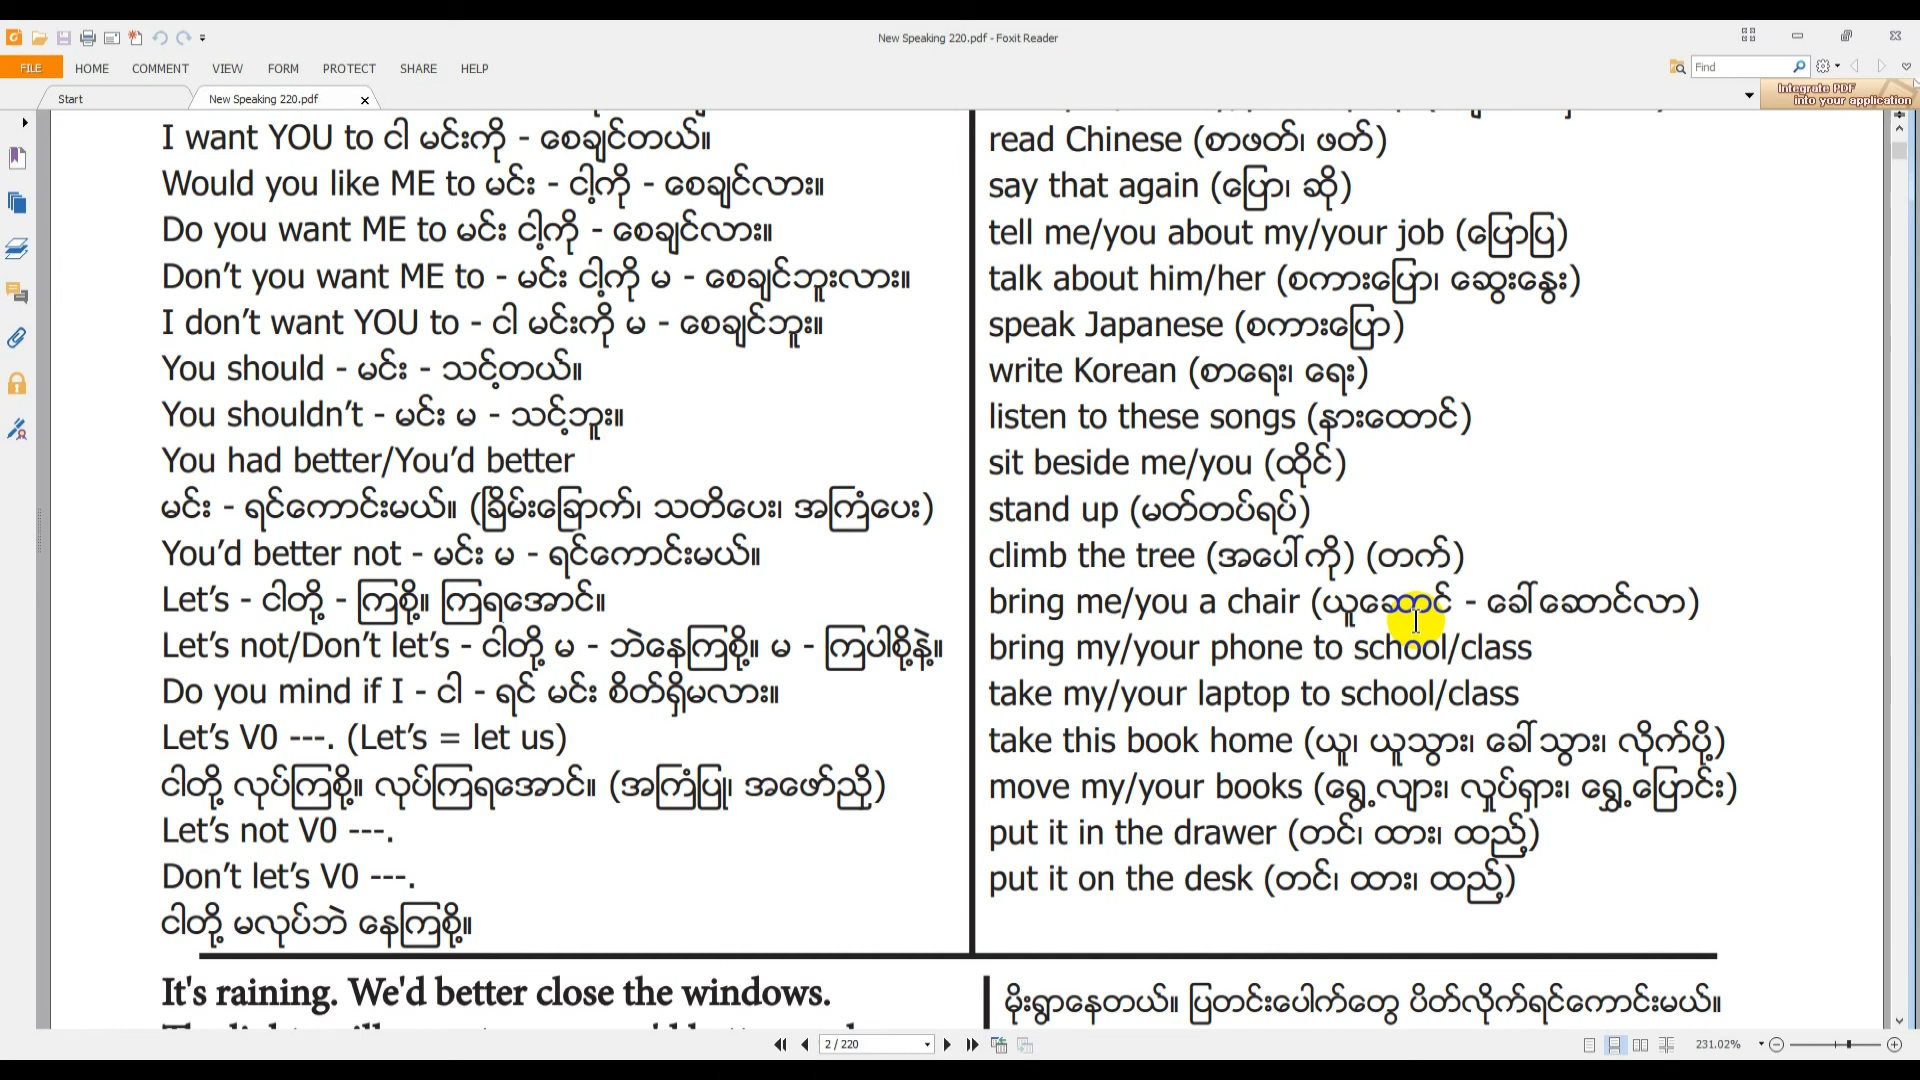 New Speaking 220.pdf - Foxit Reader
FILE HOME COMMENT VIEW FORM PROTECT SHARE HELP
Find
Start
New Speaking 220.pdf
Integrate PDF
into your application
I want YOU to ငါ မင်းကို - စေချင်တယ်။
Would you like ME to မင်း - ငါ့ကို - စေချင်လား။
Do you want ME to မင်း ငါ့ကို - စေချင်လား။
Don't you want ME to - မင်း ငါ့ကို မ - စေချင်ဘူးလား။
I don't want YOU to - ငါ မင်းကို မ - စေချင်ဘူး။
You should - မင်း - သင့်တယ်။
You shouldn't - မင်း မ - သင့်ဘူး။
You had better/You'd better
မင်း - ရင်ကောင်းမယ်။ (ခြိမ်းခြောက်၊ သတိပေး၊ အကြံပေး)
You'd better not - မင်း မ - ရင်ကောင်းမယ်။
Let's - ငါတို့ - ကြစို့။ ကြရအောင်။
Let's not/Don't let's - ငါတို့ မ - ဘဲနေကြစို့။ မ - ကြပါစို့နဲ့။
Do you mind if I - ငါ - ရင် မင်း စိတ်ရှိမလား။
Let's V0 ---. (Let's = let us)
ငါတို့ လုပ်ကြစို့။ လုပ်ကြရအောင်။ (အကြံပြု၊ အဖော်ညှိ)
Let's not V0 ---.
Don't let's V0 ---.
ငါတို့ မလုပ်ဘဲ နေကြစို့။
read Chinese (စာဖတ်၊ ဖတ်)
say that again (ပြော၊ ဆို)
tell me/you about my/your job (ပြောပြ)
talk about him/her (စကားပြော၊ ဆွေးနွေး)
speak Japanese (စကားပြော)
write Korean (စာရေး၊ ရေး)
listen to these songs (နားထောင်)
sit beside me/you (ထိုင်)
stand up (မတ်တပ်ရပ်)
climb the tree (အပေါ်ကို) (တက်)
bring me/you a chair (ယူဆောင် - ခေါ်ဆောင်လာ)
bring my/your phone to school/class
take my/your laptop to school/class
take this book home (ယူ၊ ယူသွား၊ ခေါ်သွား၊ လိုက်ပို့)
move my/your books (ရွေ့လျား၊ လှုပ်ရှား၊ ရွှေ့ပြောင်း)
put it in the drawer (တင်၊ ထား၊ ထည့်)
put it on the desk (တင်၊ ထား၊ ထည့်)
It's raining. We'd better close the windows.
မိုးရွာနေတယ်။ ပြတင်းပေါက်တွေ ပိတ်လိုက်ရင်ကောင်းမယ်။
2 / 220
231.02%